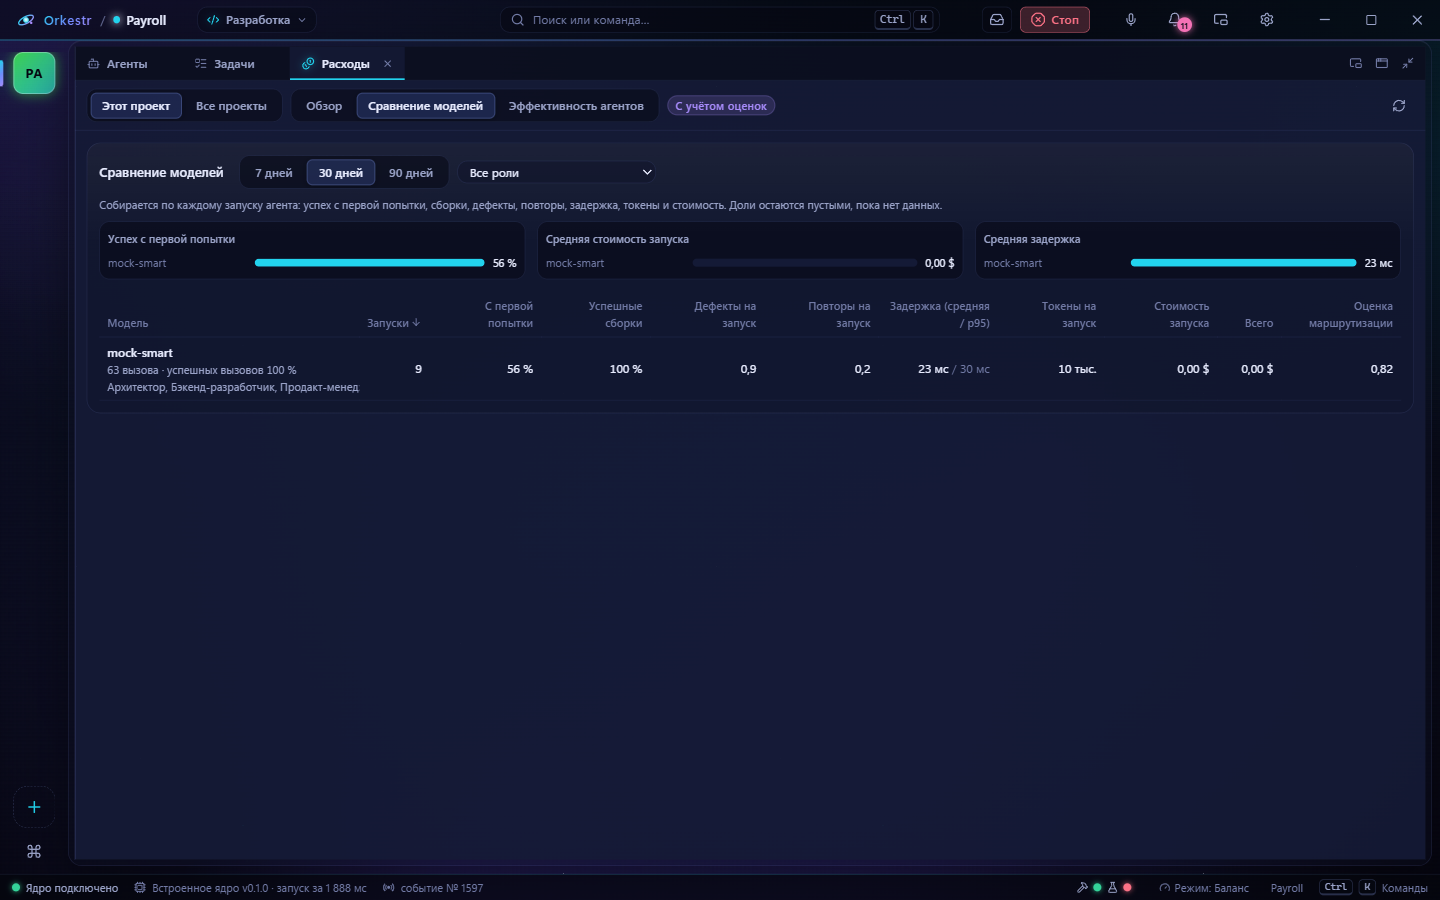 Orkestr / Payroll
Разработка
Поиск или команда...
Ctrl K
Стоп
11
PA
Агенты
Задачи
Расходы
Этот проект
Все проекты
Обзор
Сравнение моделей
Эффективность агентов
С учётом оценок
Сравнение моделей
7 дней
30 дней
90 дней
Все роли
Собирается по каждому запуску агента: успех с первой попытки, сборки, дефекты, повторы, задержка, токены и стоимость. Доли остаются пустыми, пока нет данных.
Успех с первой попытки
mock-smart 56 %
Средняя стоимость запуска
mock-smart 0,00 $
Средняя задержка
mock-smart 23 мс
Модель
Запуски ↓
С первой попытки
Успешные сборки
Дефекты на запуск
Повторы на запуск
Задержка (средняя / p95)
Токены на запуск
Стоимость запуска
Всего
Оценка маршрутизации
mock-smart
63 вызова · успешных вызовов 100 %
Архитектор, Бэкенд-разработчик, Продакт-менед
9
56 %
100 %
0,9
0,2
23 мс / 30 мс
10 тыс.
0,00 $
0,00 $
0,82
Ядро подключено
Встроенное ядро v0.1.0 · запуск за 1 888 мс
событие № 1597
Режим: Баланс
Payroll
Ctrl K Команды